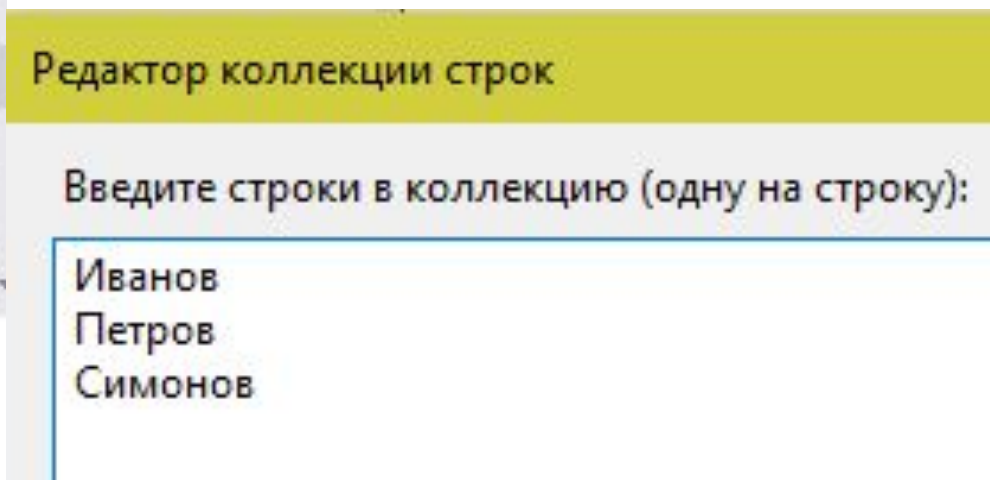 Редактор коллекции строк
Введите строки в коллекцию (одну на строку):
Иванов
Петров
Симонов